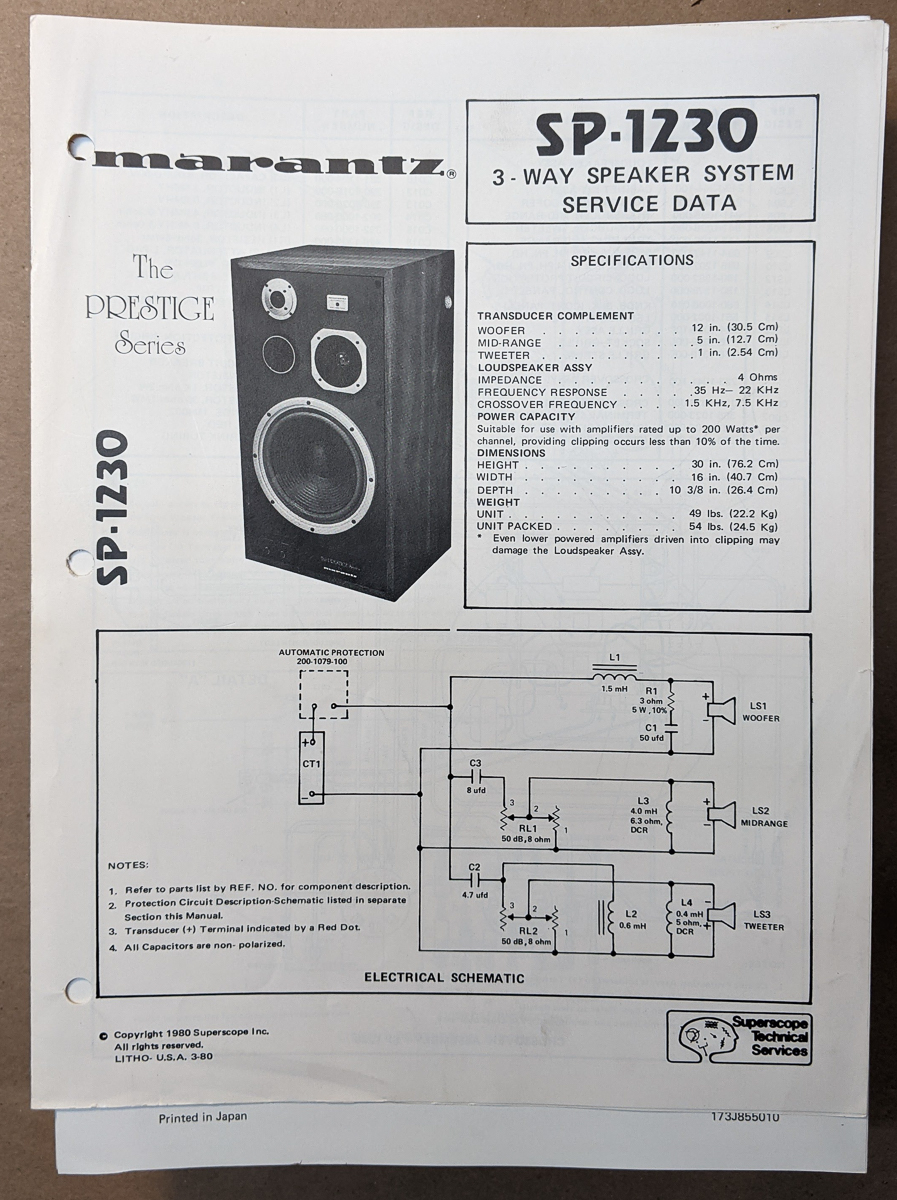 marantz®
SP-1230
3-WAY SPEAKER SYSTEM
SERVICE DATA
The
PRESTIGE
Series
SP-1230
SPECIFICATIONS
TRANSDUCER COMPLEMENT
WOOFER . . . . . . . . . 12 in. (30.5 Cm)
MID-RANGE . . . . . . . . . 5 in. (12.7 Cm)
TWEETER . . . . . . . . . 1 in. (2.54 Cm)
LOUDSPEAKER ASSY
IMPEDANCE . . . . . . . . . . . 4 Ohms
FREQUENCY RESPONSE . . . . . 35 Hz– 22 KHz
CROSSOVER FREQUENCY . . . . 1.5 KHz, 7.5 KHz
POWER CAPACITY
Suitable for use with amplifiers rated up to 200 Watts* per
channel, providing clipping occurs less than 10% of the time.
DIMENSIONS
HEIGHT . . . . . . . . . 30 in. (76.2 Cm)
WIDTH . . . . . . . . . 16 in. (40.7 Cm)
DEPTH . . . . . . . . 10 3/8 in. (26.4 Cm)
WEIGHT
UNIT . . . . . . . . . . 49 lbs. (22.2 Kg)
UNIT PACKED . . . . . . . 54 lbs. (24.5 Kg)
* Even lower powered amplifiers driven into clipping may
damage the Loudspeaker Assy.
marantz
AUTOMATIC PROTECTION
200-1079-100
+
CT1
–
L1
1.5 mH
R1
3 ohm
5 W, 10%
C1
50 ufd
+
–
LS1
WOOFER
C3
8 ufd
3
2
1
RL1
50 dB, 8 ohm
L3
4.0 mH
6.3 ohm,
DCR
+
–
LS2
MIDRANGE
C2
4.7 ufd
3
2
1
RL2
50 dB, 8 ohm
L2
0.6 mH
L4
0.4 mH
5 ohm,
DCR
–
+
LS3
TWEETER
NOTES:
1. Refer to parts list by REF. NO. for component description.
2. Protection Circuit Description-Schematic listed in separate
Section this Manual.
3. Transducer (+) Terminal indicated by a Red Dot.
4. All Capacitors are non- polarized.
ELECTRICAL SCHEMATIC
© Copyright 1980 Superscope Inc.
All rights reserved.
LITHO- U.S.A. 3-80
Superscope
Technical
Services
Printed in Japan
173J855010